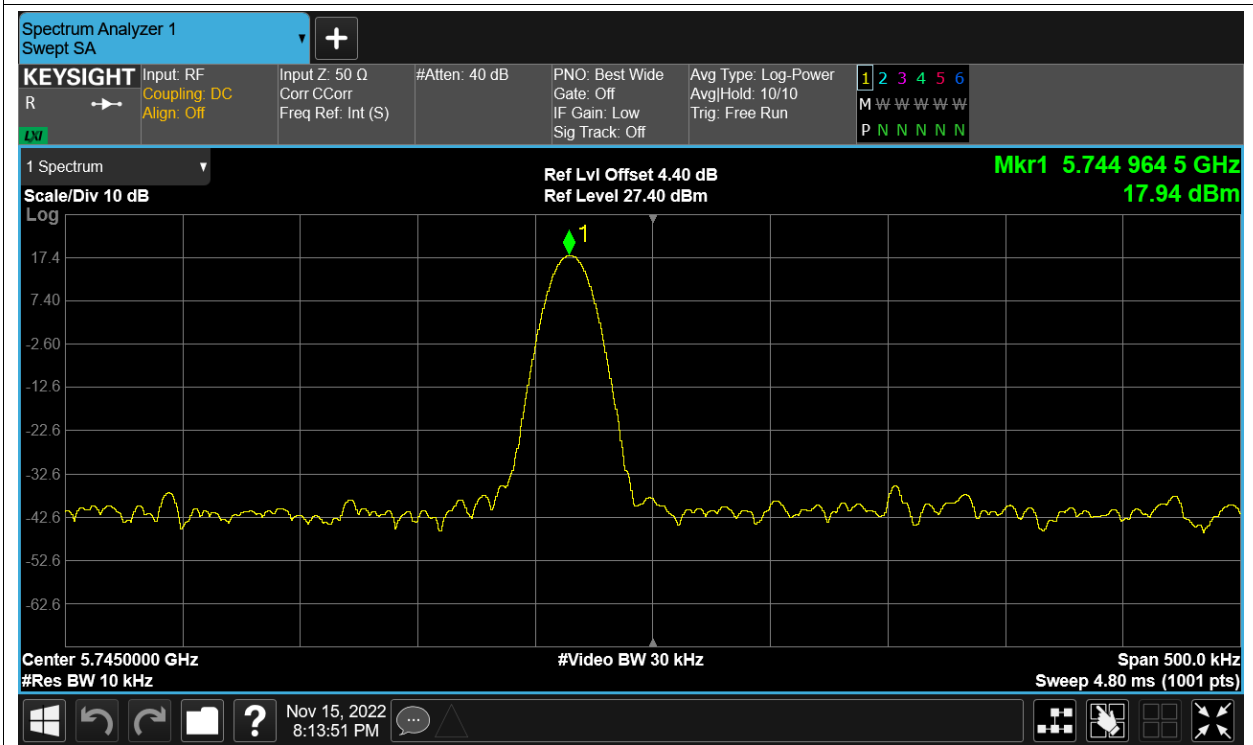 Spectrum Analyzer 1
Swept SA
KEYSIGHT
R
LXI
Input: RF
Coupling: DC
Align: Off
Input Z: 50 Ω
Corr CCorr
Freq Ref: Int (S)
#Atten: 40 dB
PNO: Best Wide
Gate: Off
IF Gain: Low
Sig Track: Off
Avg Type: Log-Power
Avg|Hold: 10/10
Trig: Free Run
1 2 3 4 5 6
M W W W W W
P N N N N N
1 Spectrum
Scale/Div 10 dB
Log
Ref Lvl Offset 4.40 dB
Ref Level 27.40 dBm
Mkr1 5.744 964 5 GHz
17.94 dBm
1
17.4
7.40
-2.60
-12.6
-22.6
-32.6
-42.6
-52.6
-62.6
Center 5.7450000 GHz
#Video BW 30 kHz
Span 500.0 kHz
#Res BW 10 kHz
Sweep 4.80 ms (1001 pts)
?
Nov 15, 2022
8:13:51 PM